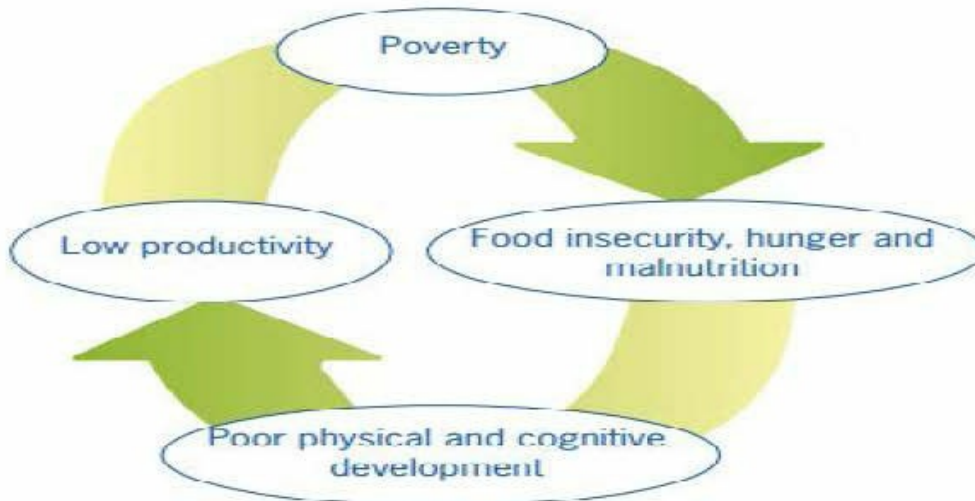 Poverty
Food insecurity, hunger and
malnutrition
Poor physical and cognitive
development
Low productivity